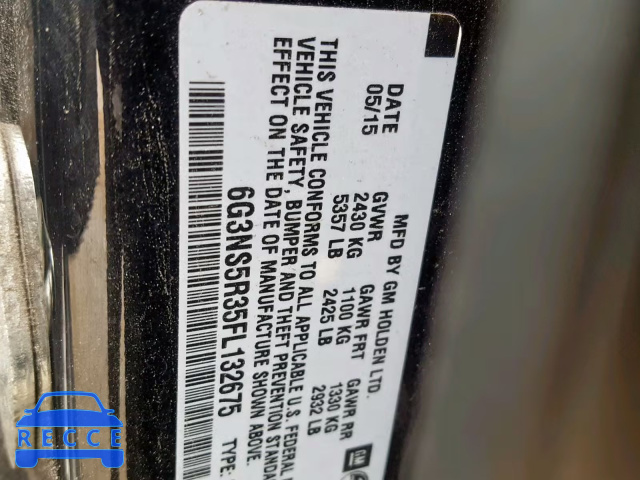 MFD BY GM HOLDEN LTD.
DATE GVWR GAWR FRT GAWR RR
05/15 2430 KG 1100 KG 1330 KG
5357 LB 2425 LB 2932 LB
THIS VEHICLE CONFORMS TO ALL APPLICABLE U.S. FEDERAL
VEHICLE SAFETY, BUMPER AND THEFT PREVENTION
EFFECT ON THE DATE OF MANUFACTURE SHOWN ABOVE.
6G3NS5R35FL132675 TYPE:
GM
RECCE